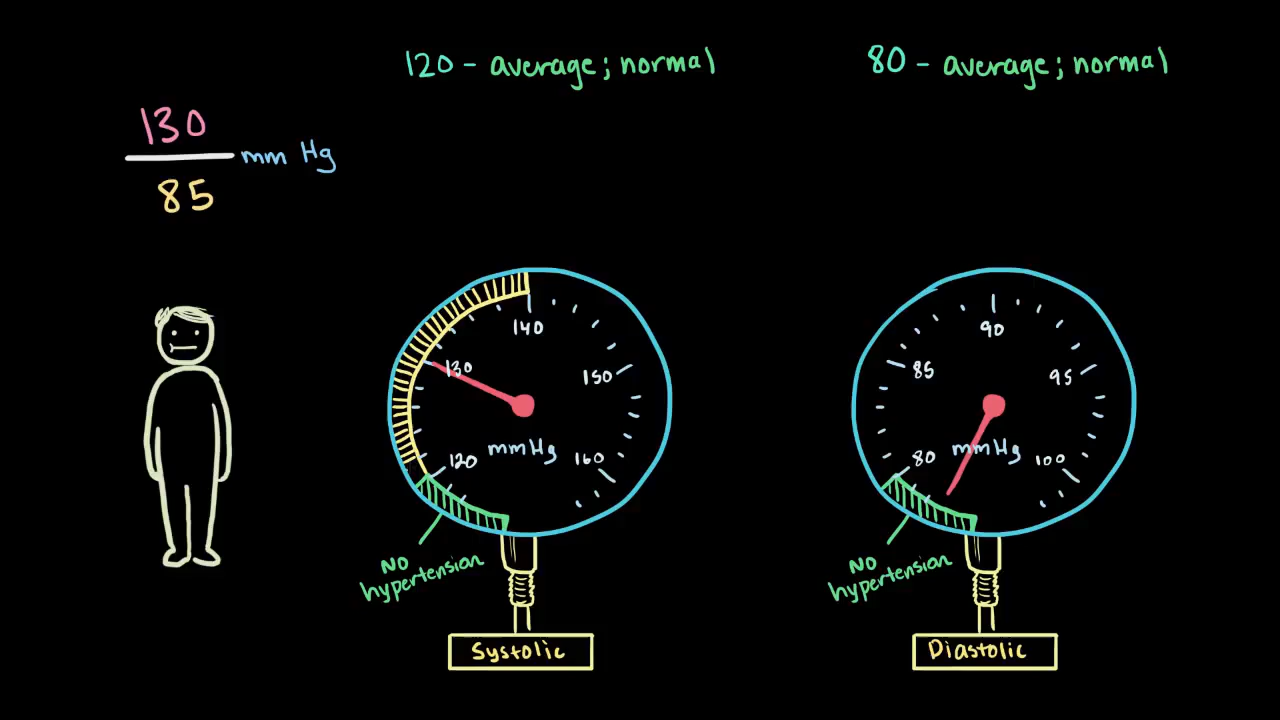 120 - average; normal
80 - average; normal
130
85
mm Hg
140
130
150
120
mmHg
160
No
hypertension
Systolic
90
85
95
80
mmHg
100
No
hypertension
Diastolic